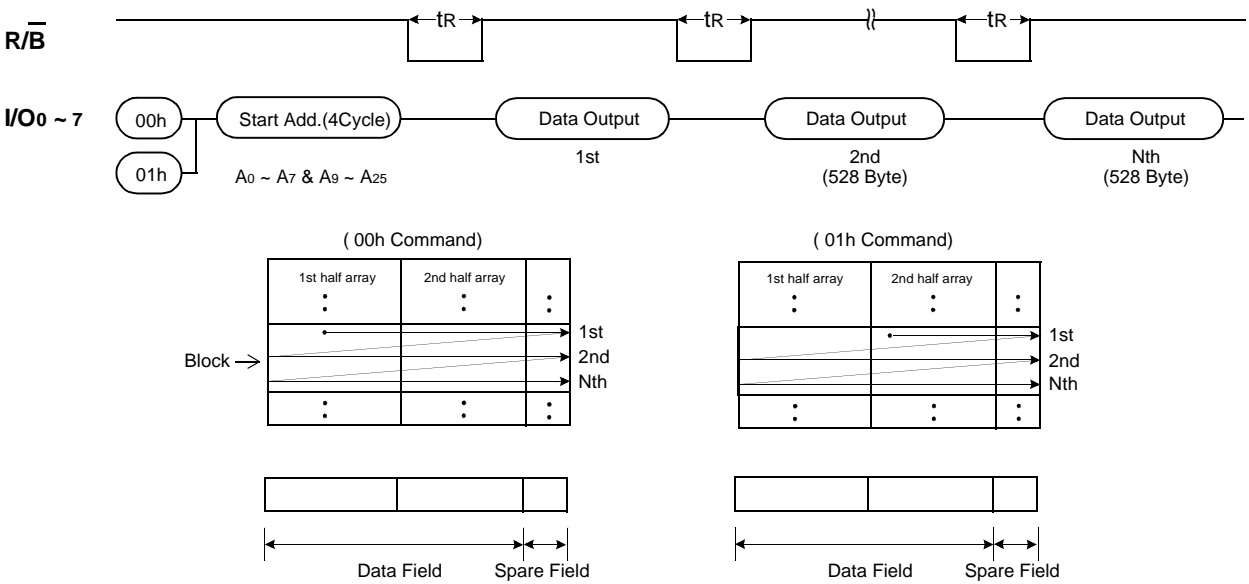 R/B tR tR tR
I/O0 ~ 7 00h Start Add.(4Cycle) Data Output Data Output Data Output
01h A0 ~ A7 & A9 ~ A25 1st 2nd Nth
(528 Byte) (528 Byte)
( 00h Command) ( 01h Command)
1st half array 2nd half array 1st half array 2nd half array
1st 1st
Block 2nd 2nd
Nth Nth
Data Field Spare Field Data Field Spare Field